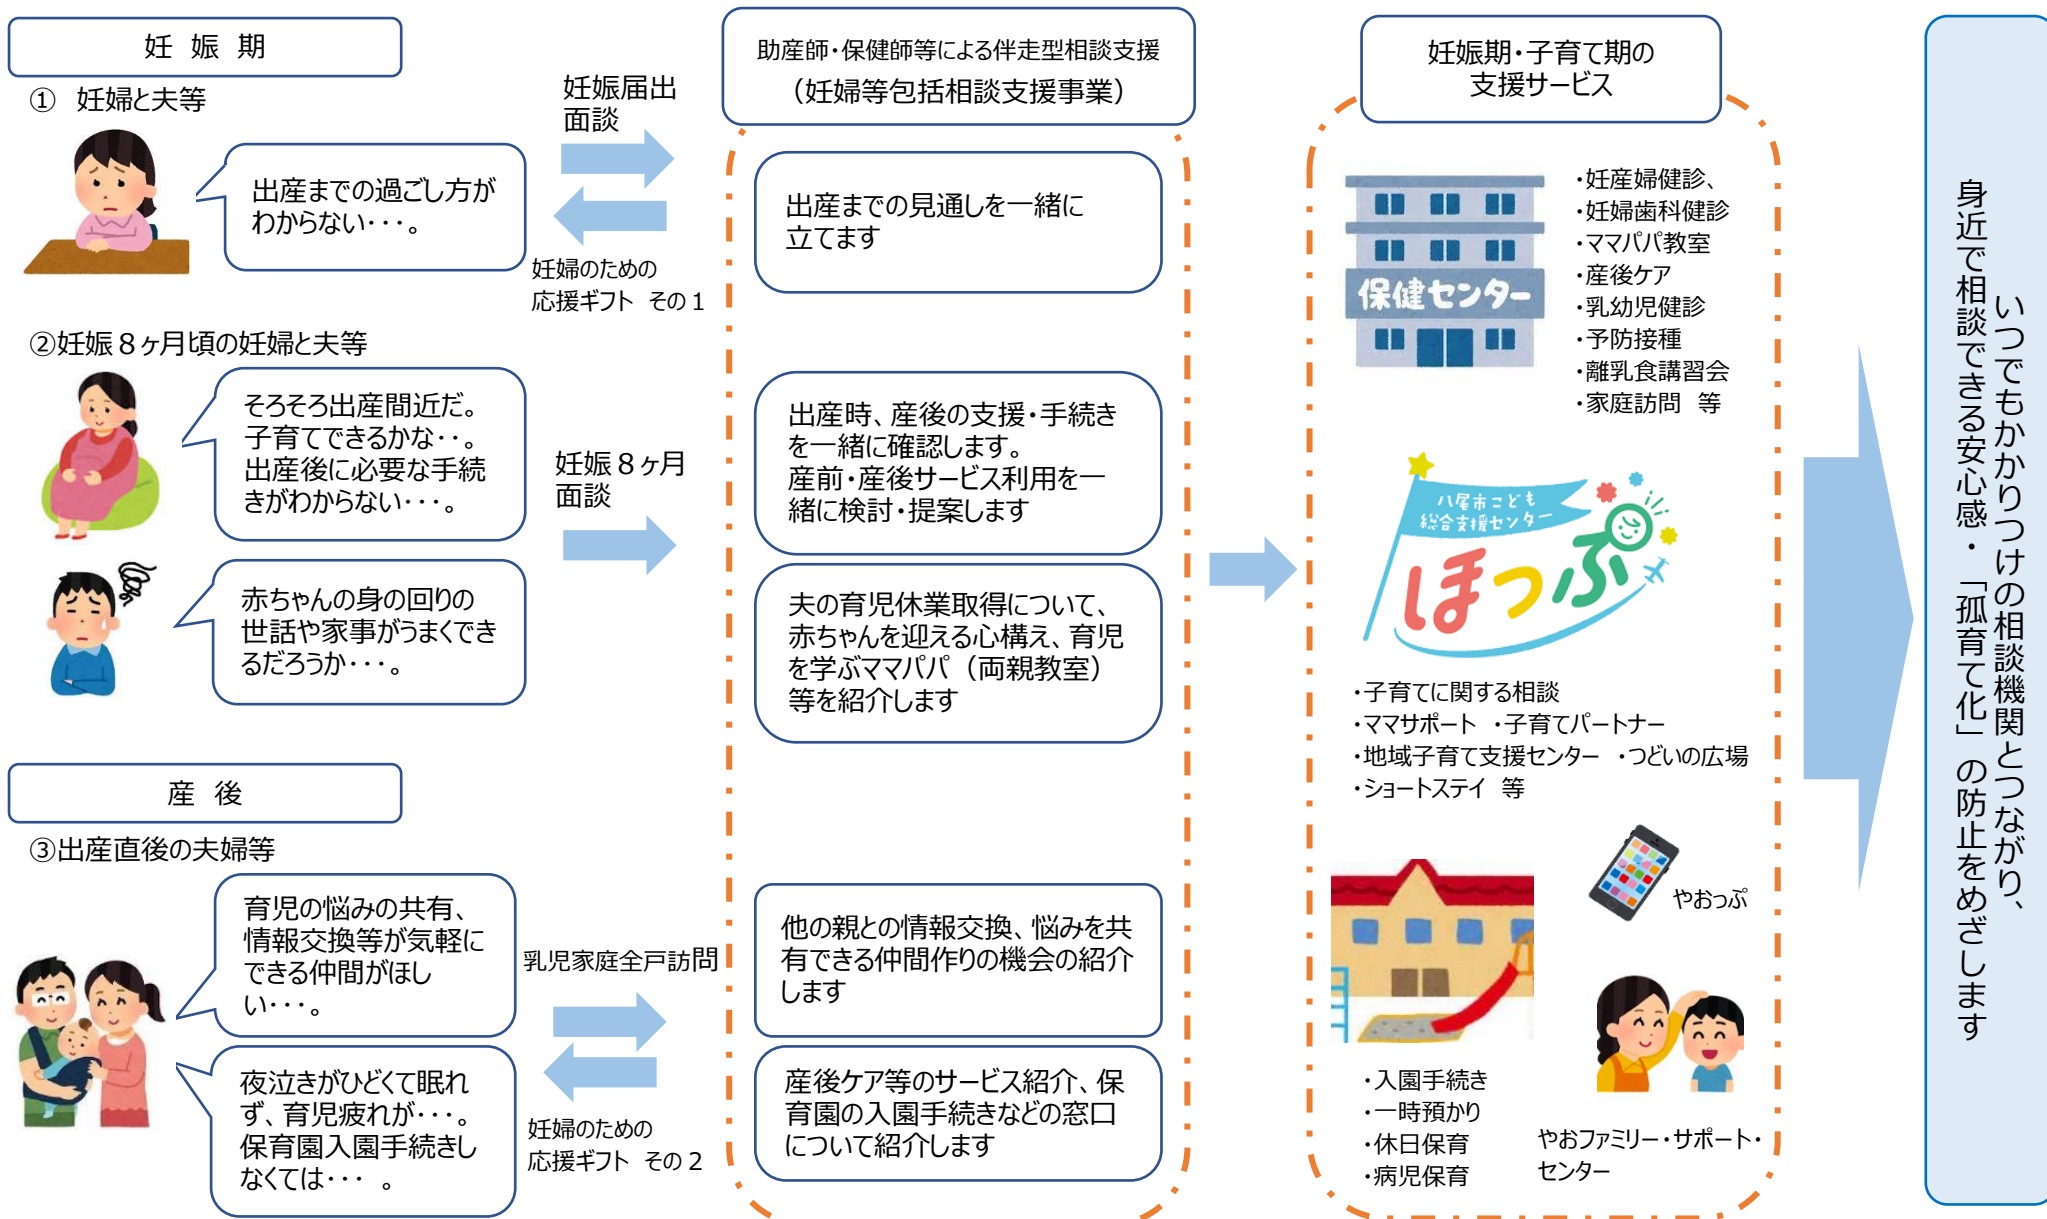 妊 娠 期
① 妊婦と夫等
出産までの過ごし方が
わからない・・・。
妊娠届出
面談
妊婦のための
応援ギフト その１
②妊娠８ヶ月頃の妊婦と夫等
そろそろ出産間近だ。
子育てできるかな・・。
出産後に必要な手続
きがわからない・・・。
赤ちゃんの身の回りの
世話や家事がうまくでき
るだろうか・・・。
妊娠８ヶ月
面談
産 後
③出産直後の夫婦等
育児の悩みの共有、
情報交換等が気軽に
できる仲間がほし
い・・・。
夜泣きがひどくて眠れ
ず、育児疲れが・・・。
保育園入園手続きし
なくては・・・ 。
乳児家庭全戸訪問
妊婦のための
応援ギフト その２
助産師・保健師等による伴走型相談支援
（妊婦等包括相談支援事業）
出産までの見通しを一緒に
立てます
出産時、産後の支援・手続き
を一緒に確認します。
産前・産後サービス利用を一
緒に検討・提案します
夫の育児休業取得について、
赤ちゃんを迎える心構え、育児
を学ぶママパパ（両親教室）
等を紹介します
他の親との情報交換、悩みを共
有できる仲間作りの機会の紹介
します
産後ケア等のサービス紹介、保
育園の入園手続きなどの窓口
について紹介します
妊娠期・子育て期の
支援サービス
保健センター
・妊産婦健診、
・妊婦歯科健診
・ママパパ教室
・産後ケア
・乳幼児健診
・予防接種
・離乳食講習会
・家庭訪問 等
八尾市こども
総合支援センター
ほっぷ
・子育てに関する相談
・ママサポート ・子育てパートナー
・地域子育て支援センター ・つどいの広場
・ショートステイ 等
やおっぷ
・入園手続き
・一時預かり
・休日保育
・病児保育
やおファミリー・サポート・
センター
いつでもかかりつけの相談機関とつながり、
身近で相談できる安心感・「孤育て化」の防止をめざします